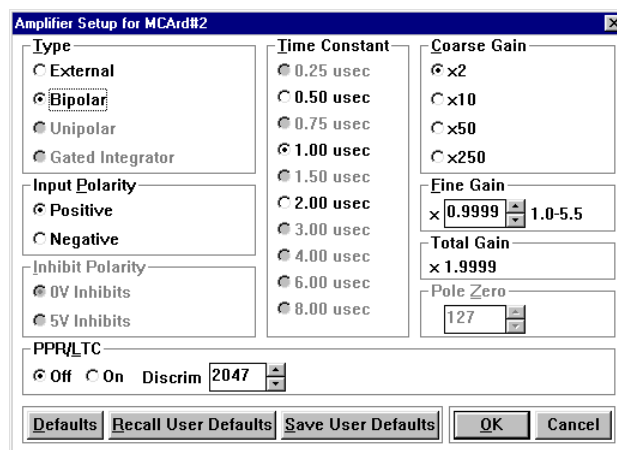 Amplifier Setup for MCArd#2
Type
External
Bipolar
Unipolar
Gated Integrator
Input Polarity
Positive
Negative
Inhibit Polarity
0V Inhibits
5V Inhibits
Time Constant
0.25 usec
0.50 usec
0.75 usec
1.00 usec
1.50 usec
2.00 usec
3.00 usec
4.00 usec
6.00 usec
8.00 usec
Coarse Gain
x2
x10
x50
x250
Fine Gain
x 0.9999 1.0-5.5
Total Gain
x 1.9999
Pole Zero
127
PPR/LTC
Off On Discrim 2047
Defaults Recall User Defaults Save User Defaults OK Cancel